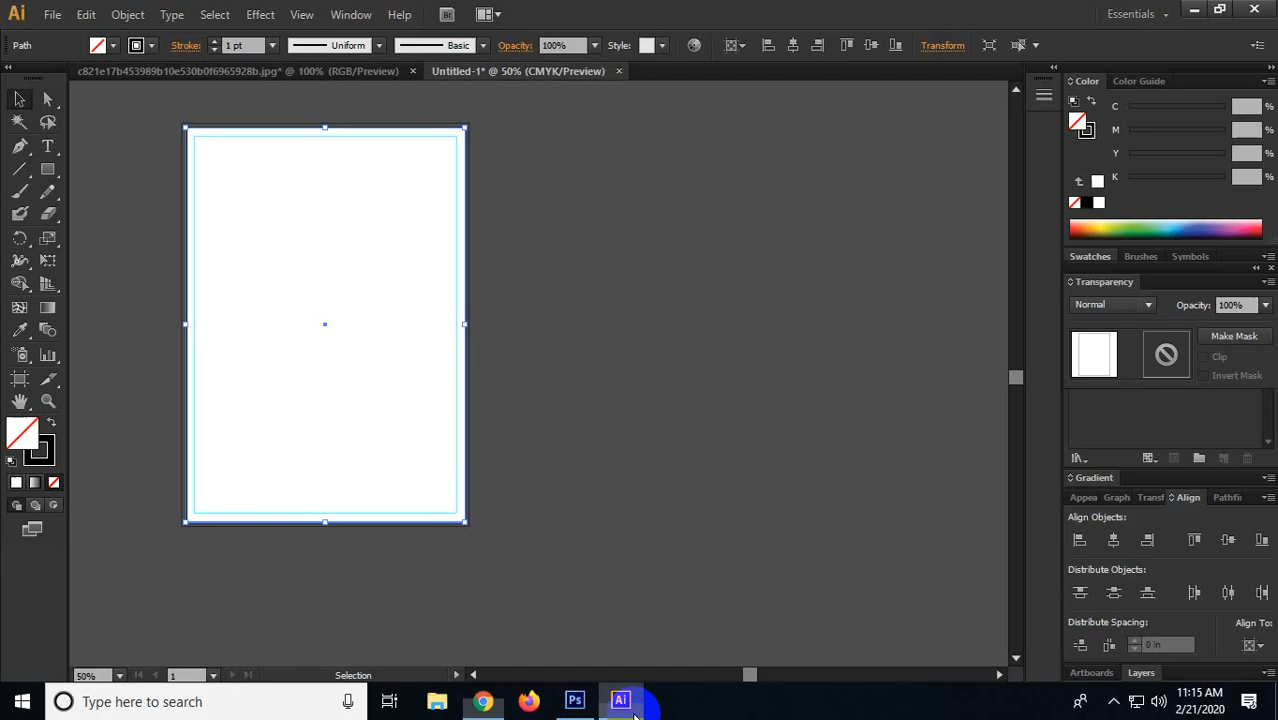 Ai File Edit Object Type Select Effect View Window Help Br Essentials
Path Stroke: 1 pt Uniform Basic Opacity: 100% Style: Transform
c821e17b453989b10e530b0f6965928b.jpg* @ 100% (RGB/Preview) × Untitled-1* @ 50% (CMYK/Preview) ×
Color Color Guide
C %
M %
Y %
K %
Swatches Brushes Symbols
Transparency
Normal Opacity: 100%
Make Mask
Clip
Invert Mask
Gradient
Appea Graph Transf Align Pathfin
Align Objects:
Distribute Objects:
Distribute Spacing: Align To:
0 in
Artboards Layers
50% 1 Selection
Type here to search Ps Ai 11:15 AM
2/21/2020